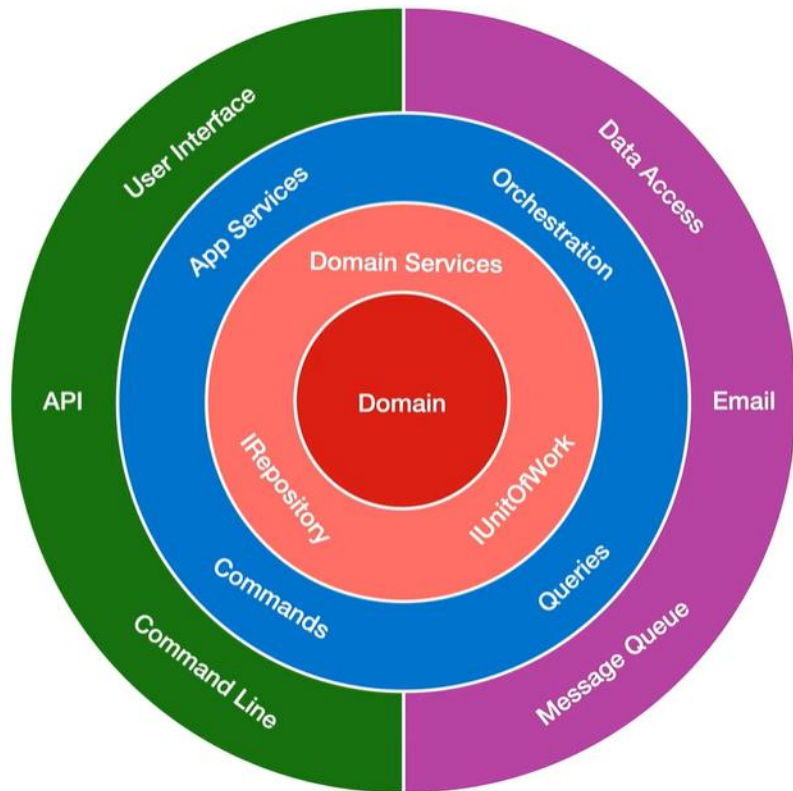 User Interface
Data Access
App Services
Orchestration
Domain Services
API
Domain
Email
IRepository
IUnitOfWork
Commands
Queries
Command Line
Message Queue